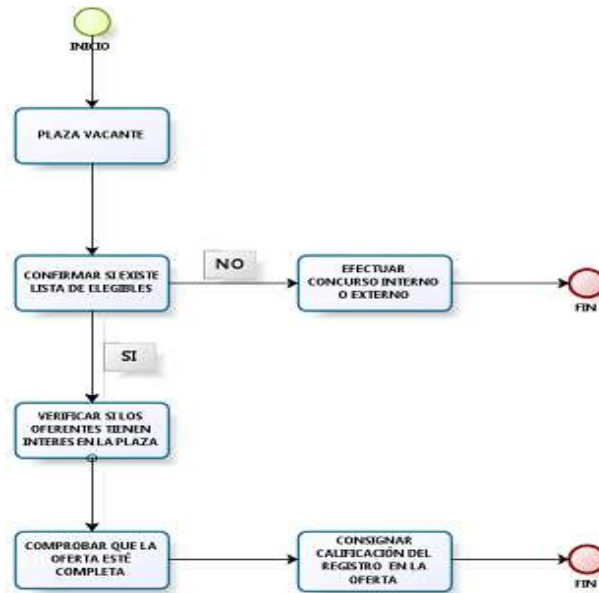 INICIO
PLAZA VACANTE
CONFIRMAR SI EXISTE
LISTA DE ELEGIBLES
NO
EFECTUAR
CONCURSO INTERNO
O EXTERNO
FIN
SI
VERIFICAR SI LOS
OFERENTES TIENEN
INTERES EN LA PLAZA
COMPROBAR QUE LA
OFERTA ESTÉ
COMPLETA
CONSIGNAR
CALIFICACIÓN DEL
REGISTRO EN LA
OFERTA
FIN